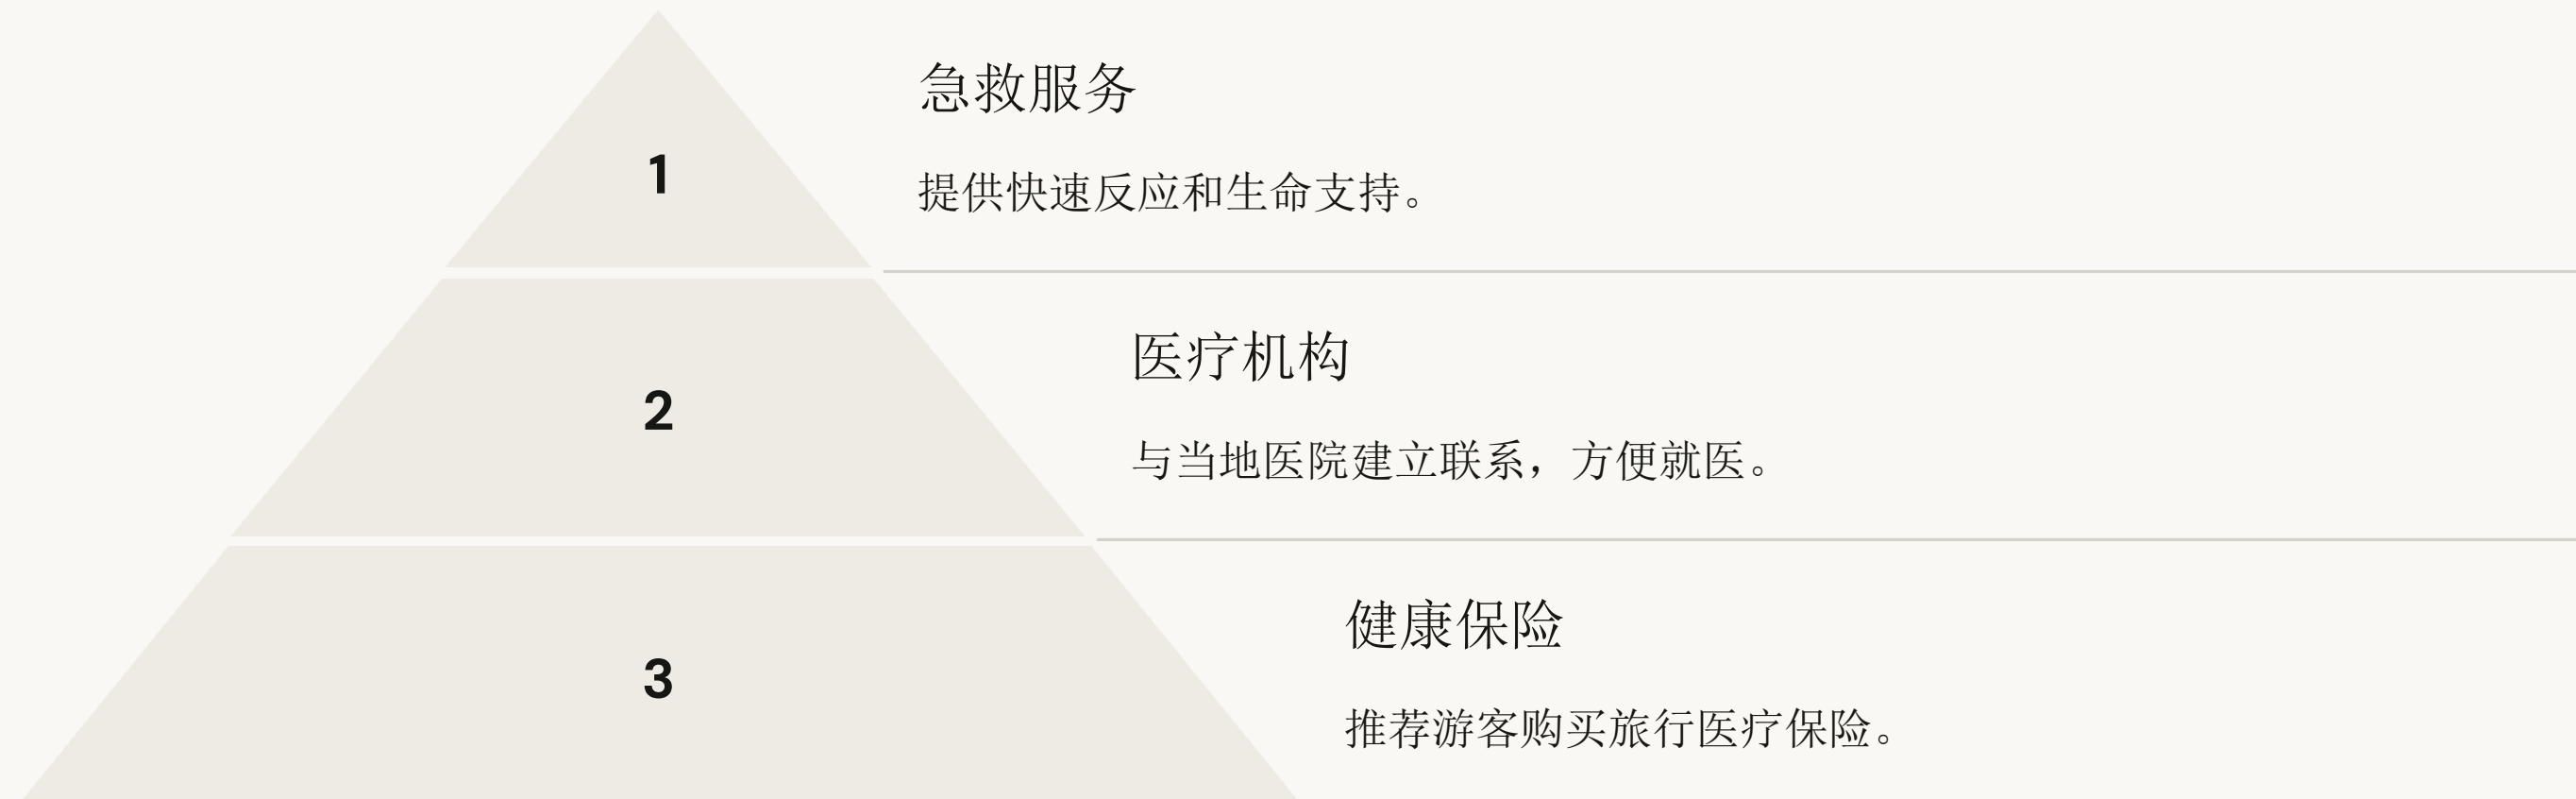 1
急救服务
提供快速反应和生命支持。
2
医疗机构
与当地医院建立联系，方便就医。
3
健康保险
推荐游客购买旅行医疗保险。